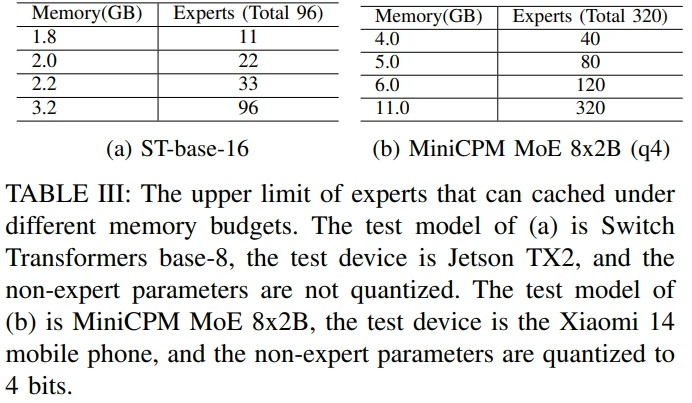 Memory(GB) Experts (Total 96)
1.8 11
2.0 22
2.2 33
3.2 96
(a) ST-base-16
Memory(GB) Experts (Total 320)
4.0 40
5.0 80
6.0 120
11.0 320
(b) MiniCPM MoE 8x2B (q4)
TABLE III: The upper limit of experts that can cached under
different memory budgets. The test model of (a) is Switch
Transformers base-8, the test device is Jetson TX2, and the
non-expert parameters are not quantized. The test model of
(b) is MiniCPM MoE 8x2B, the test device is the Xiaomi 14
mobile phone, and the non-expert parameters are quantized to
4 bits.